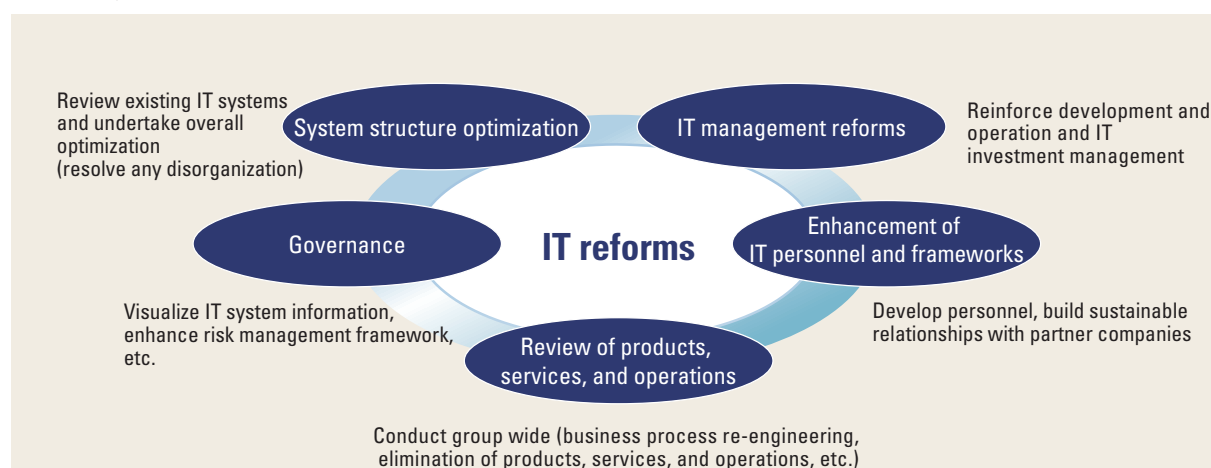 Review existing IT systems
and undertake overall
optimization
(resolve any disorganization)
System structure optimization
IT management reforms
Reinforce development and
operation and IT
investment management
Governance
IT reforms
Enhancement of
IT personnel and frameworks
Visualize IT system information,
enhance risk management framework,
etc.
Review of products,
services, and operations
Develop personnel, build sustainable
relationships with partner companies
Conduct group wide (business process re-engineering,
elimination of products, services, and operations, etc.)